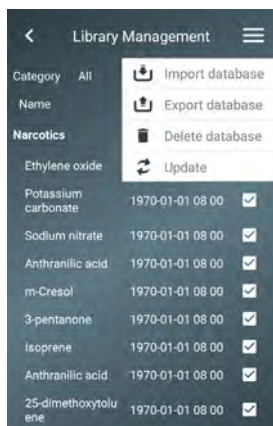 Library Management
Category All
Import database
Name
Export database
Narcotics
Delete database
Ethylene oxide
Update
Potassium
carbonate
1970-01-01 08 00
Sodium nitrate 1970-01-01 08 00
Anthranilic acid 1970-01-01 08 00
m-Cresol 1970-01-01 08 00
3-pentanone 1970-01-01 08 00
Isoprene 1970-01-01 08 00
Anthranilic acid 1970-01-01 08 00
25-dimethoxytolu
ene
1970-01-01 08 00